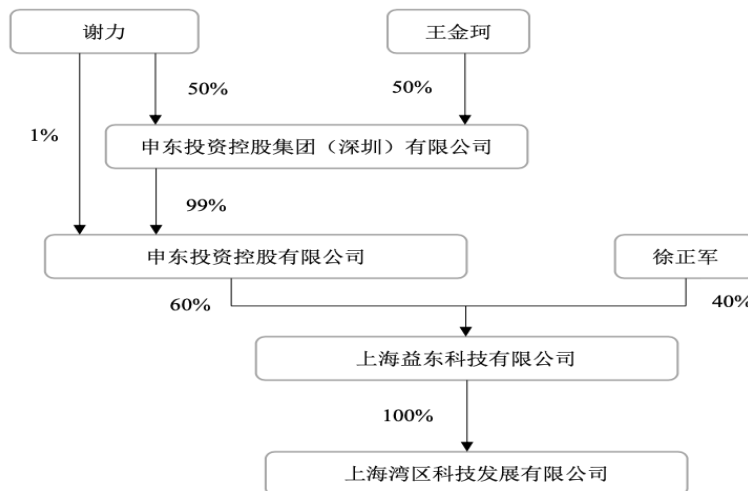 谢力
王金珂
50%
50%
1%
申东投资控股集团（深圳）有限公司
99%
申东投资控股有限公司
徐正军
60%
40%
上海益东科技有限公司
100%
上海湾区科技发展有限公司